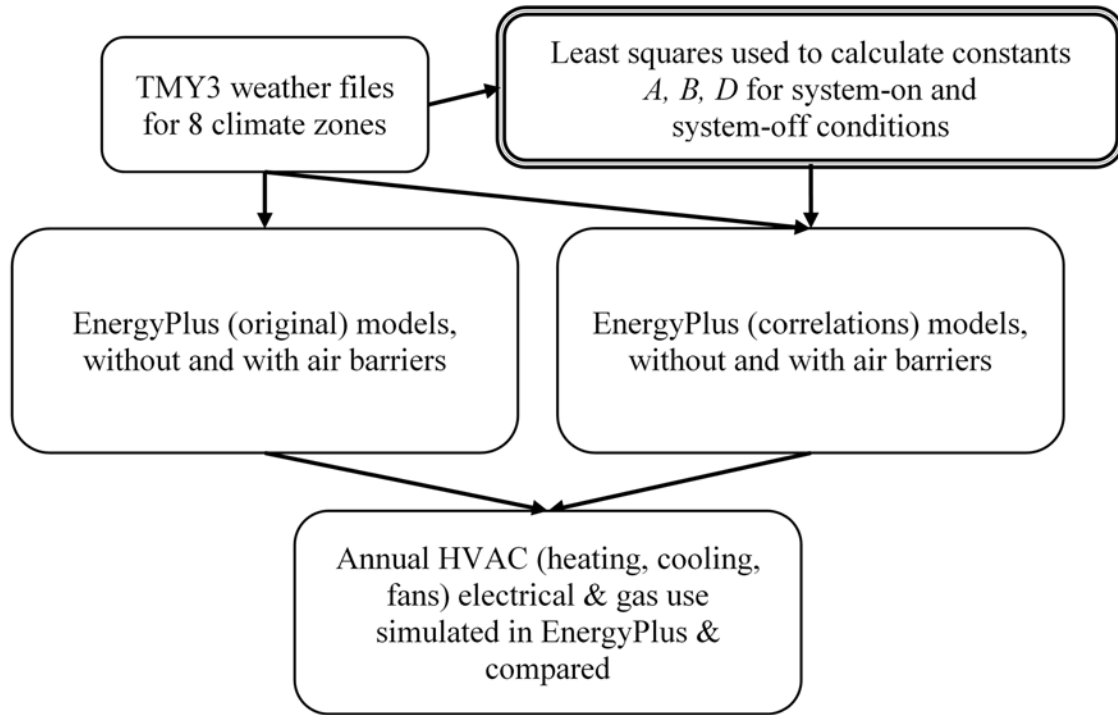 TMY3 weather files
for 8 climate zones
Least squares used to calculate constants
A, B, D for system-on and
system-off conditions
EnergyPlus (original) models,
without and with air barriers
EnergyPlus (correlations) models,
without and with air barriers
Annual HVAC (heating, cooling,
fans) electrical & gas use
simulated in EnergyPlus &
compared